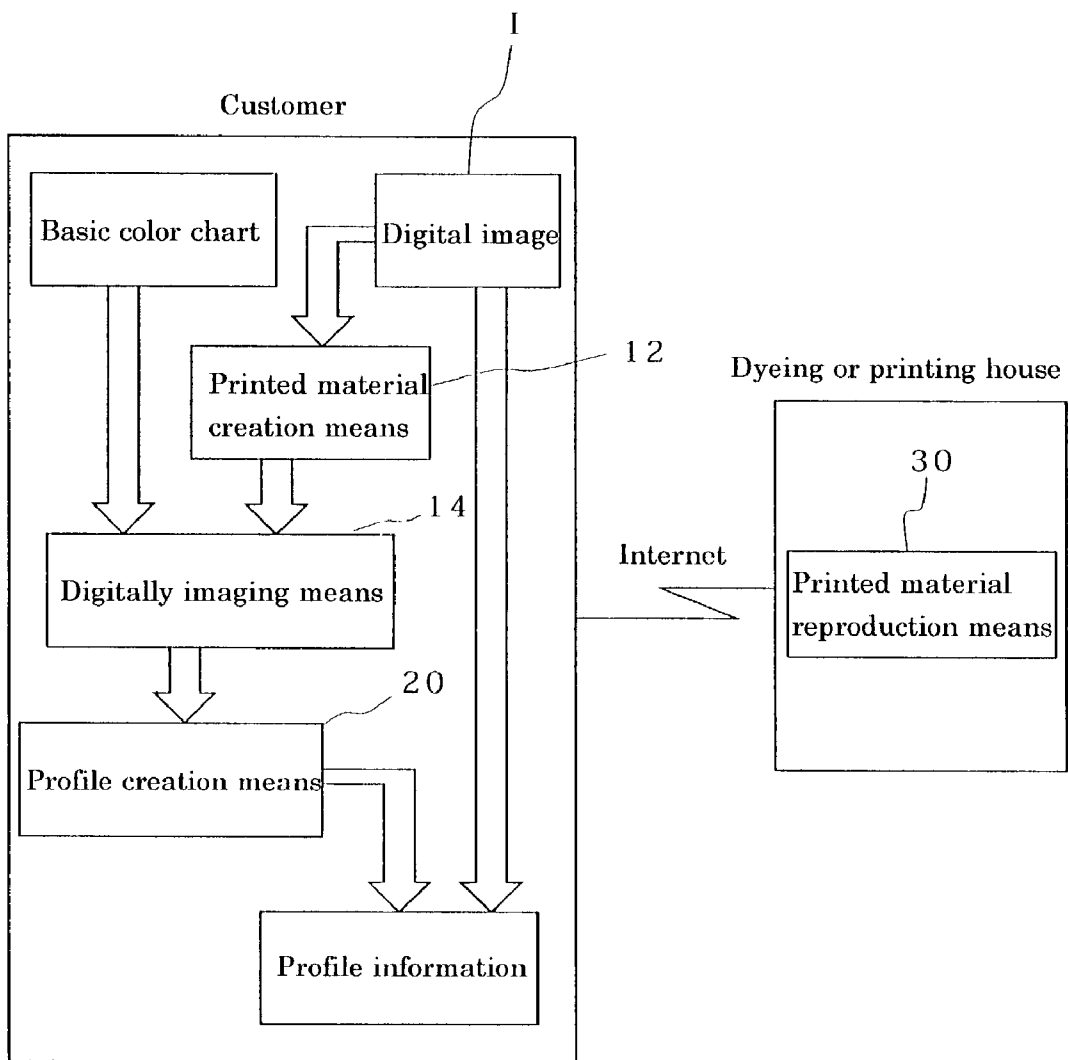 I
Customer
Basic color chart
Digital image
12
Printed material
creation means
Dyeing or printing house
30
14
Internet
Digitally imaging means
Printed material
reproduction means
20
Profile creation means
Profile information